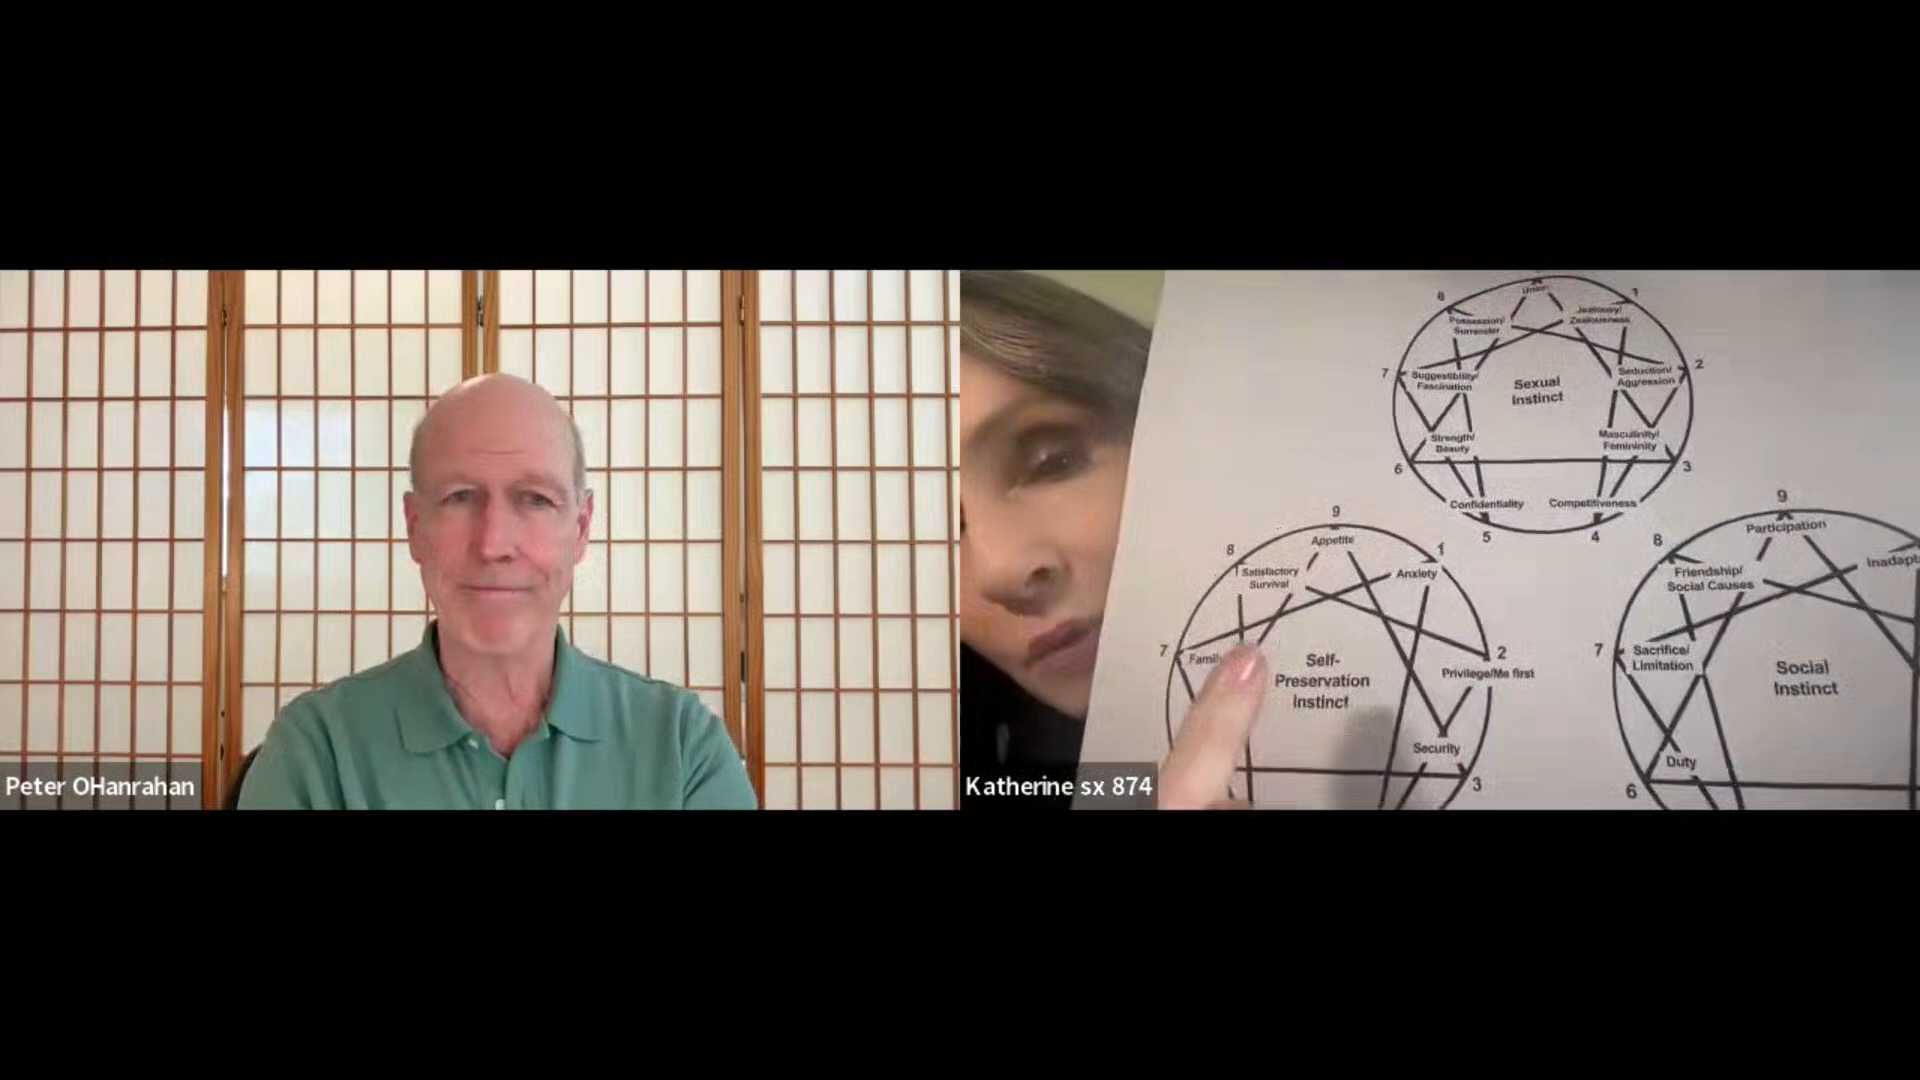 Peter OHanrahan
Katherine sx 874
Union
8
1
Possession/
Surrender
Jealousy/
Zealousness
7
2
Suggestibility/
Fascination
Seduction/
Aggression
Sexual
Instinct
Strength/
Beauty
Masculinity/
Femininity
6
3
Confidentiality
Competitiveness
5
4
9
Appetite
8
1
Satisfactory
Survival
Anxiety
7
2
Privilege/Me first
Self-
Preservation
Instinct
Security
3
9
Participation
8
Friendship/
Social Causes
7
Sacrifice/
Limitation
Social
Instinct
Duty
6